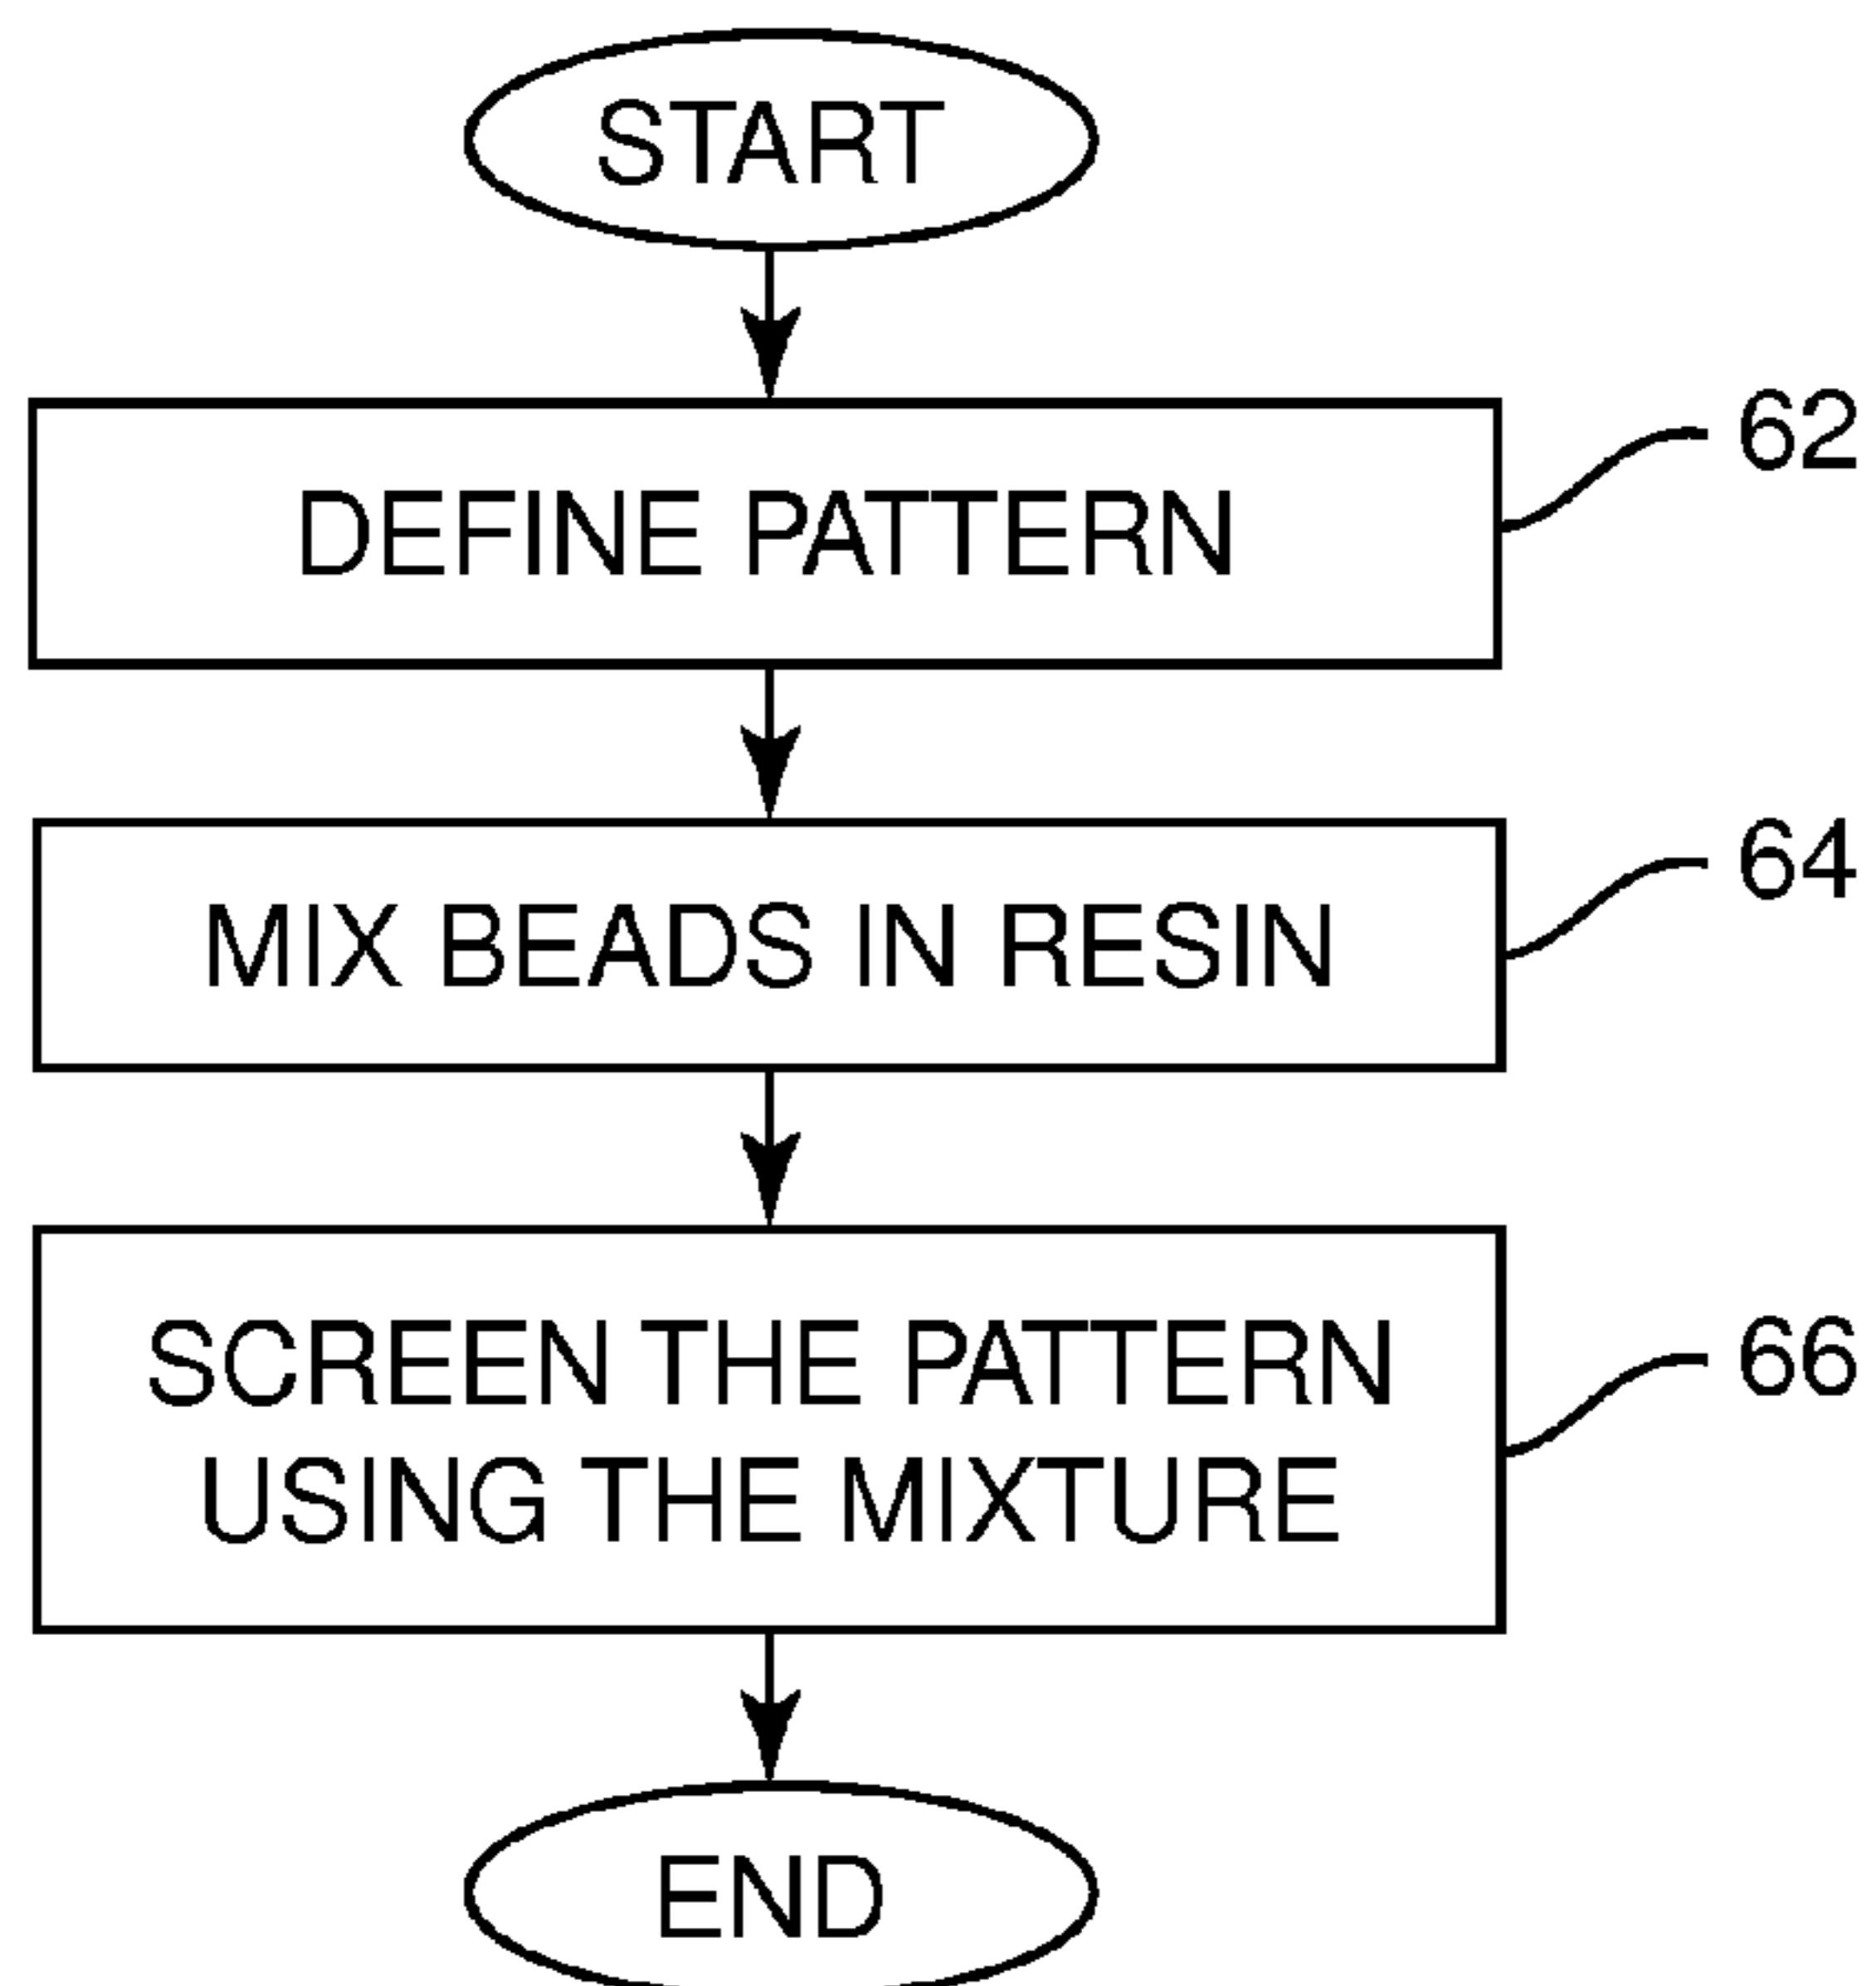 START
DEFINE PATTERN
62
MIX BEADS IN RESIN
64
SCREEN THE PATTERN
USING THE MIXTURE
66
END